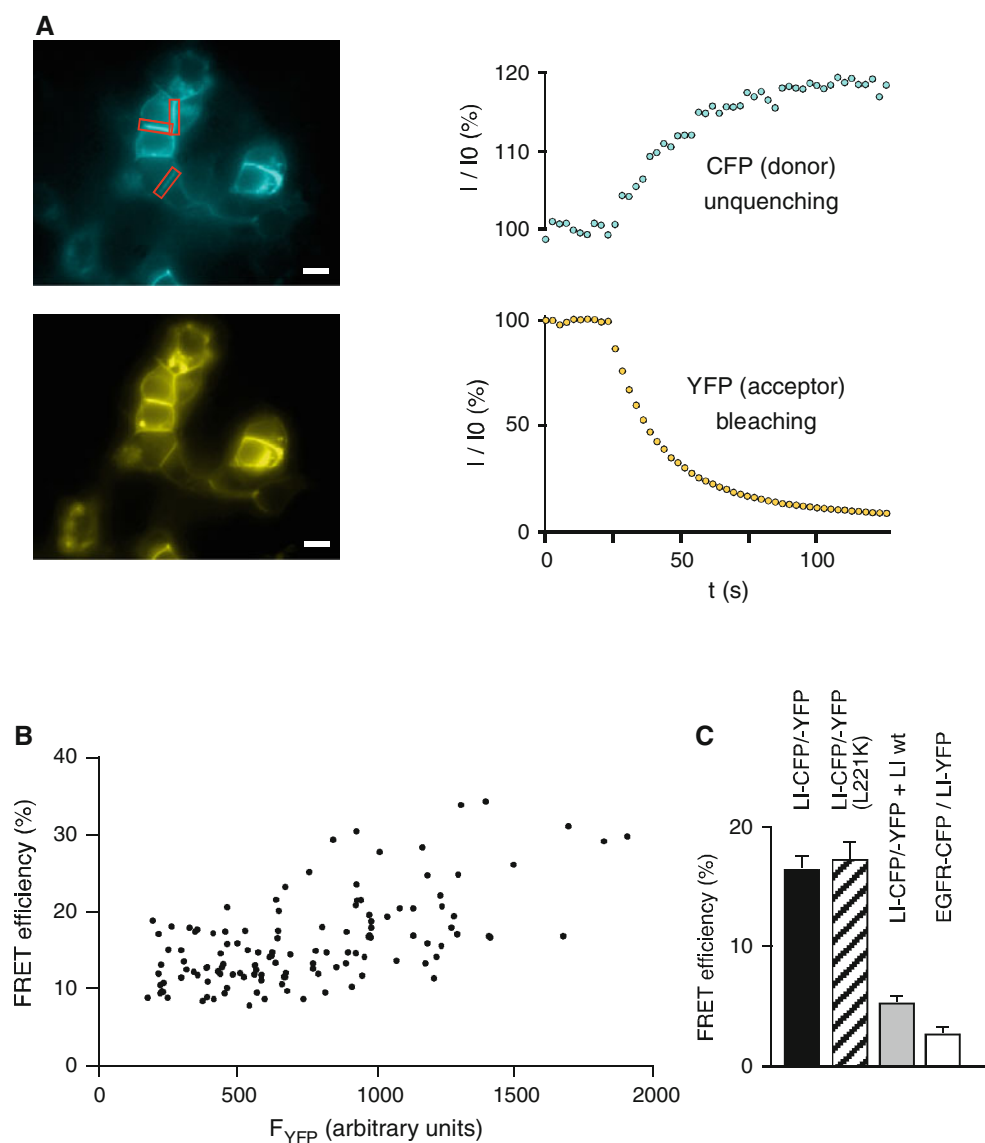 A
I / I0 (%)
120
110
100
CFP (donor)
unquenching
I / I0 (%)
100
50
0
YFP (acceptor)
bleaching
0
50
100
t (s)
B
FRET efficiency (%)
40
30
20
10
0
0
500
1000
1500
2000
FYFP (arbitrary units)
C
LI-CFP/-YFP
LI-CFP/-YFP
(L221K)
LI-CFP/-YFP + LI wt
EGFR-CFP / LI-YFP
FRET efficiency (%)
20
10
0